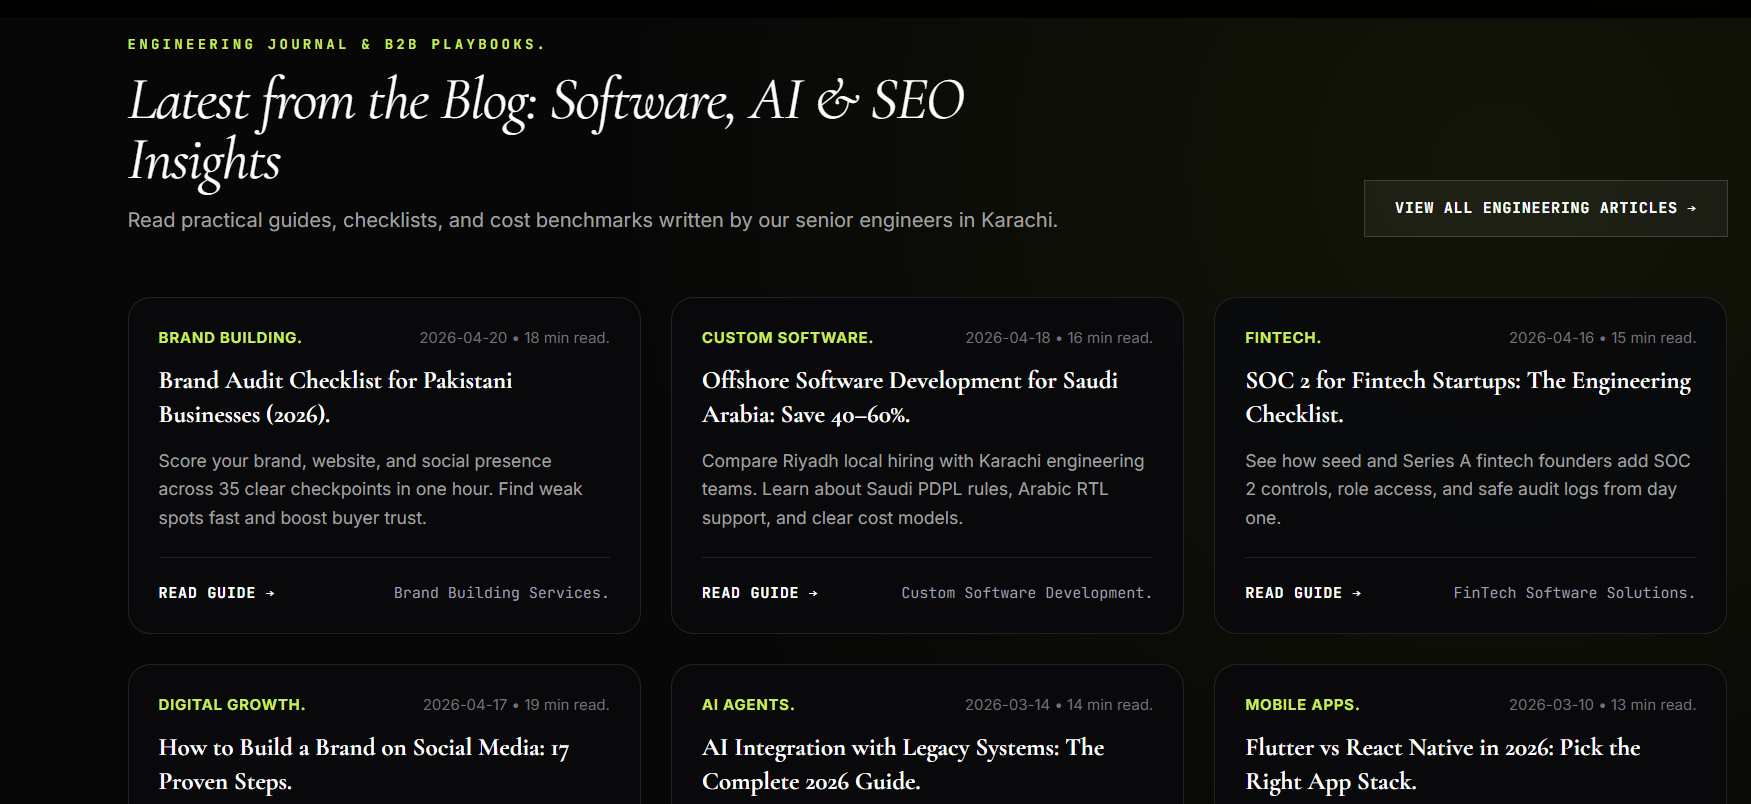 ENGINEERING JOURNAL & B2B PLAYBOOKS.
Latest from the Blog: Software, AI & SEO
Insights
Read practical guides, checklists, and cost benchmarks written by our senior engineers in Karachi.
VIEW ALL ENGINEERING ARTICLES →
BRAND BUILDING.
2026-04-20 • 18 min read.
Brand Audit Checklist for Pakistani
Businesses (2026).
Score your brand, website, and social presence
across 35 clear checkpoints in one hour. Find weak
spots fast and boost buyer trust.
READ GUIDE →
Brand Building Services.
CUSTOM SOFTWARE.
2026-04-18 • 16 min read.
Offshore Software Development for Saudi
Arabia: Save 40–60%.
Compare Riyadh local hiring with Karachi engineering
teams. Learn about Saudi PDPL rules, Arabic RTL
support, and clear cost models.
READ GUIDE →
Custom Software Development.
FINTECH.
2026-04-16 • 15 min read.
SOC 2 for Fintech Startups: The Engineering
Checklist.
See how seed and Series A fintech founders add SOC
2 controls, role access, and safe audit logs from day
one.
READ GUIDE →
FinTech Software Solutions.
DIGITAL GROWTH.
2026-04-17 • 19 min read.
How to Build a Brand on Social Media: 17
Proven Steps.
AI AGENTS.
2026-03-14 • 14 min read.
AI Integration with Legacy Systems: The
Complete 2026 Guide.
MOBILE APPS.
2026-03-10 • 13 min read.
Flutter vs React Native in 2026: Pick the
Right App Stack.